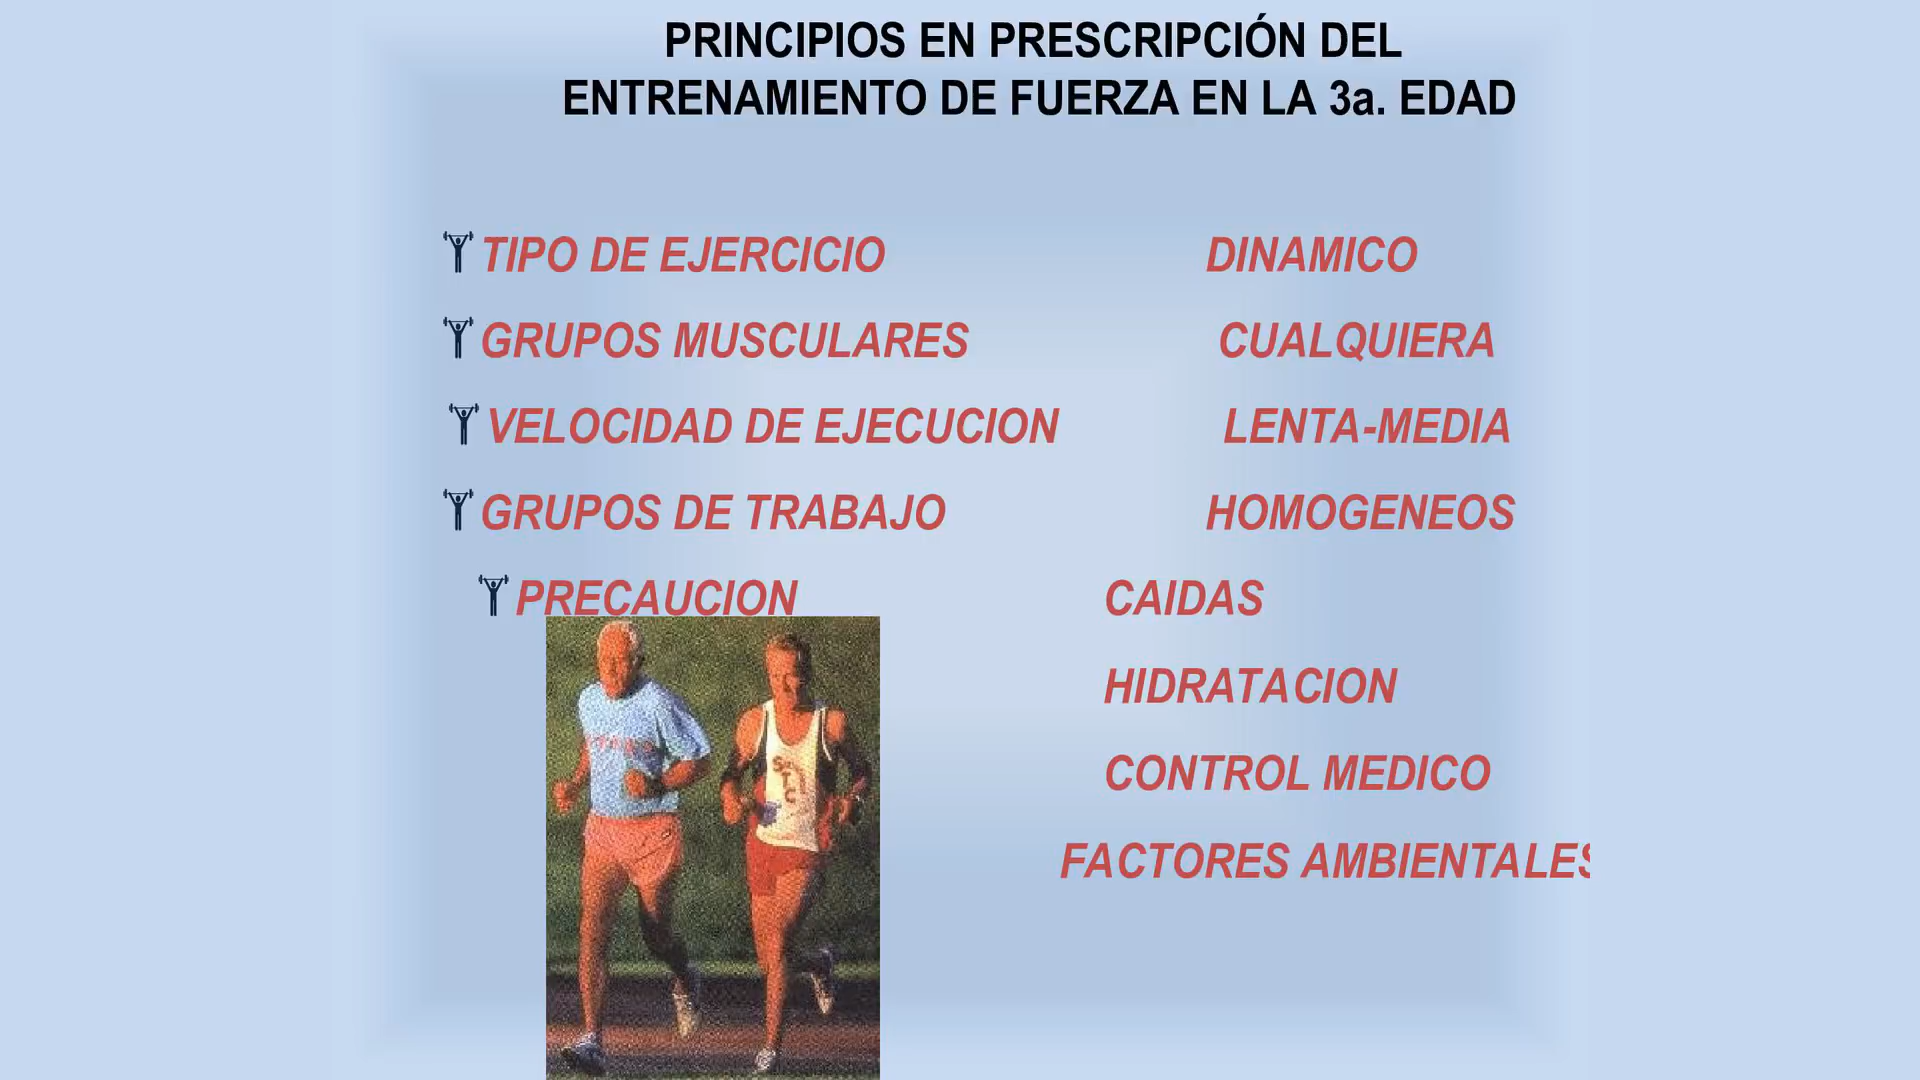 PRINCIPIOS EN PRESCRIPCIÓN DEL
ENTRENAMIENTO DE FUERZA EN LA 3a. EDAD
TIPO DE EJERCICIO DINAMICO
GRUPOS MUSCULARES CUALQUIERA
VELOCIDAD DE EJECUCION LENTA-MEDIA
GRUPOS DE TRABAJO HOMOGENEOS
PRECAUCION CAIDAS
HIDRATACION
CONTROL MEDICO
FACTORES AMBIENTALES
STC